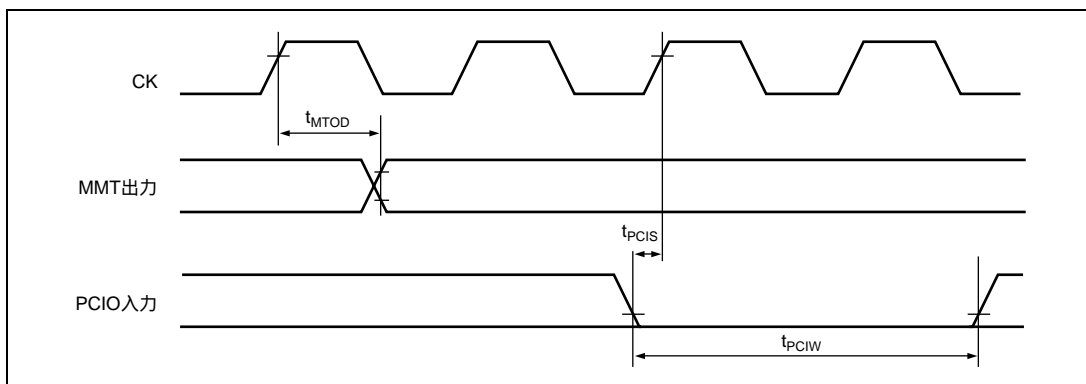 CK
tMTOD
MMT出力
tPCIS
PCIO入力
tPCIW